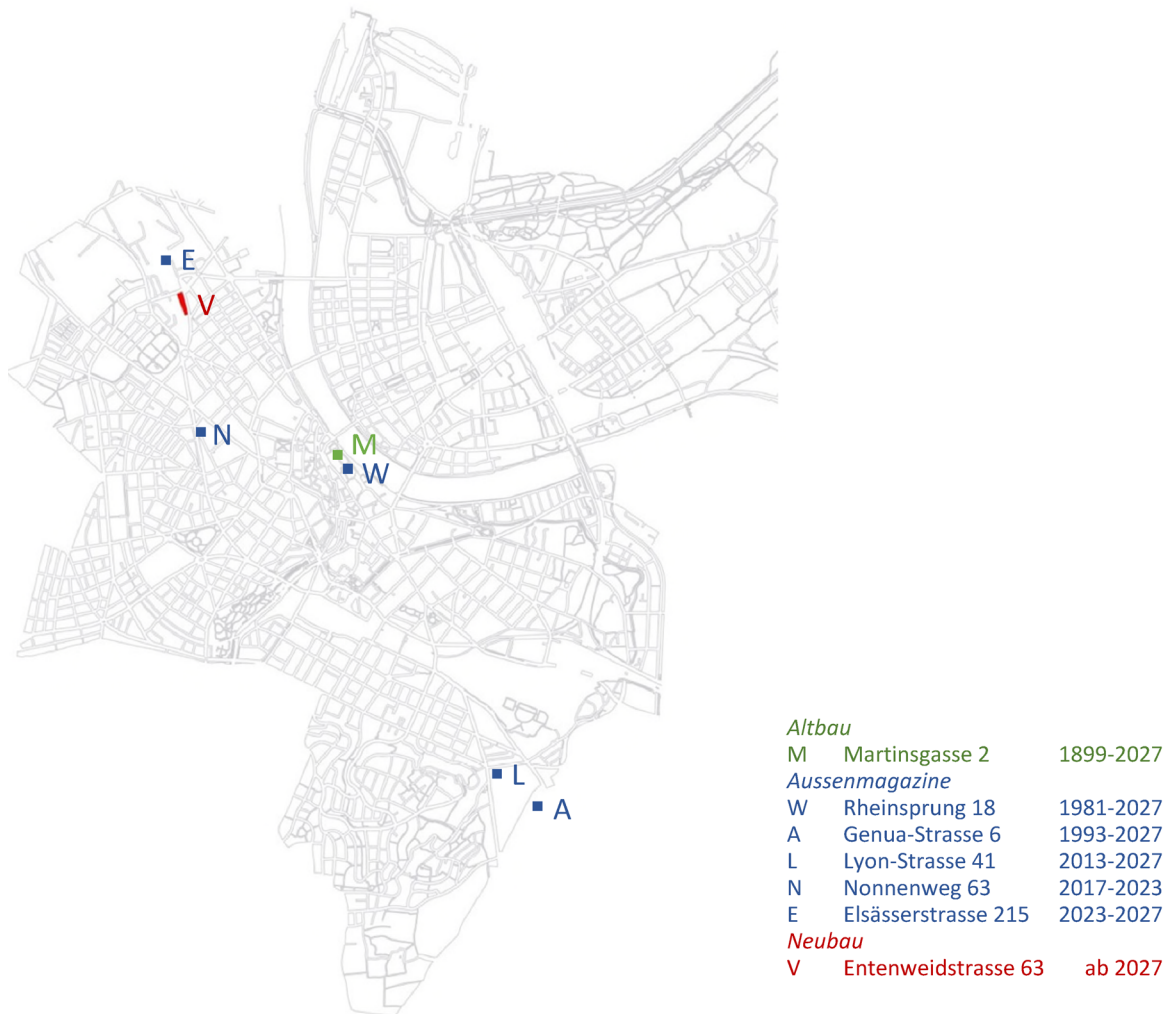 E
V
N
M
W
L
A
Altbau
M Martinsgasse 2 1899-2027
Aussenmagazine
W Rheinsprung 18 1981-2027
A Genua-Strasse 6 1993-2027
L Lyon-Strasse 41 2013-2027
N Nonnenweg 63 2017-2023
E Elsässerstrasse 215 2023-2027
Neubau
V Entenweidstrasse 63 ab 2027